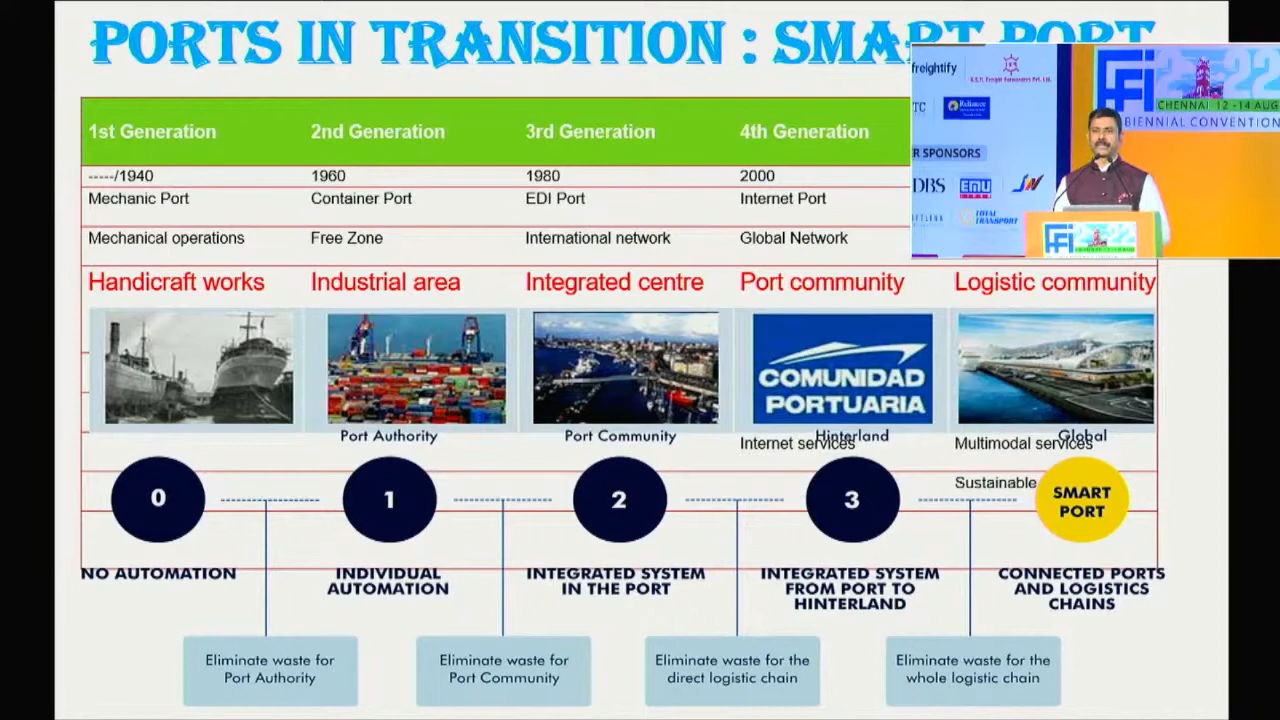 PORTS IN TRANSITION : SMART PORT
1st Generation
2nd Generation
3rd Generation
4th Generation
-----/1940
1960
1980
2000
Mechanic Port
Container Port
EDI Port
Internet Port
Mechanical operations
Free Zone
International network
Global Network
Handicraft works
Industrial area
Integrated centre
Port community
Logistic community
COMUNIDAD
PORTUARIA
Port Authority
Port Community
Hinterland
Internet services
Global
Multimodal services
Sustainable
0
1
2
3
SMART
PORT
NO AUTOMATION
INDIVIDUAL
AUTOMATION
INTEGRATED SYSTEM
IN THE PORT
INTEGRATED SYSTEM
FROM PORT TO
HINTERLAND
CONNECTED PORTS
AND LOGISTICS
CHAINS
Eliminate waste for
Port Authority
Eliminate waste for
Port Community
Eliminate waste for the
direct logistic chain
Eliminate waste for the
whole logistic chain
freightify
Reliance
SPONSORS
DBS
EMU
TOTAL
TRANSPORT
FFFI
CHENNAI 12 -14 AUG
BIENNIAL CONVENTION